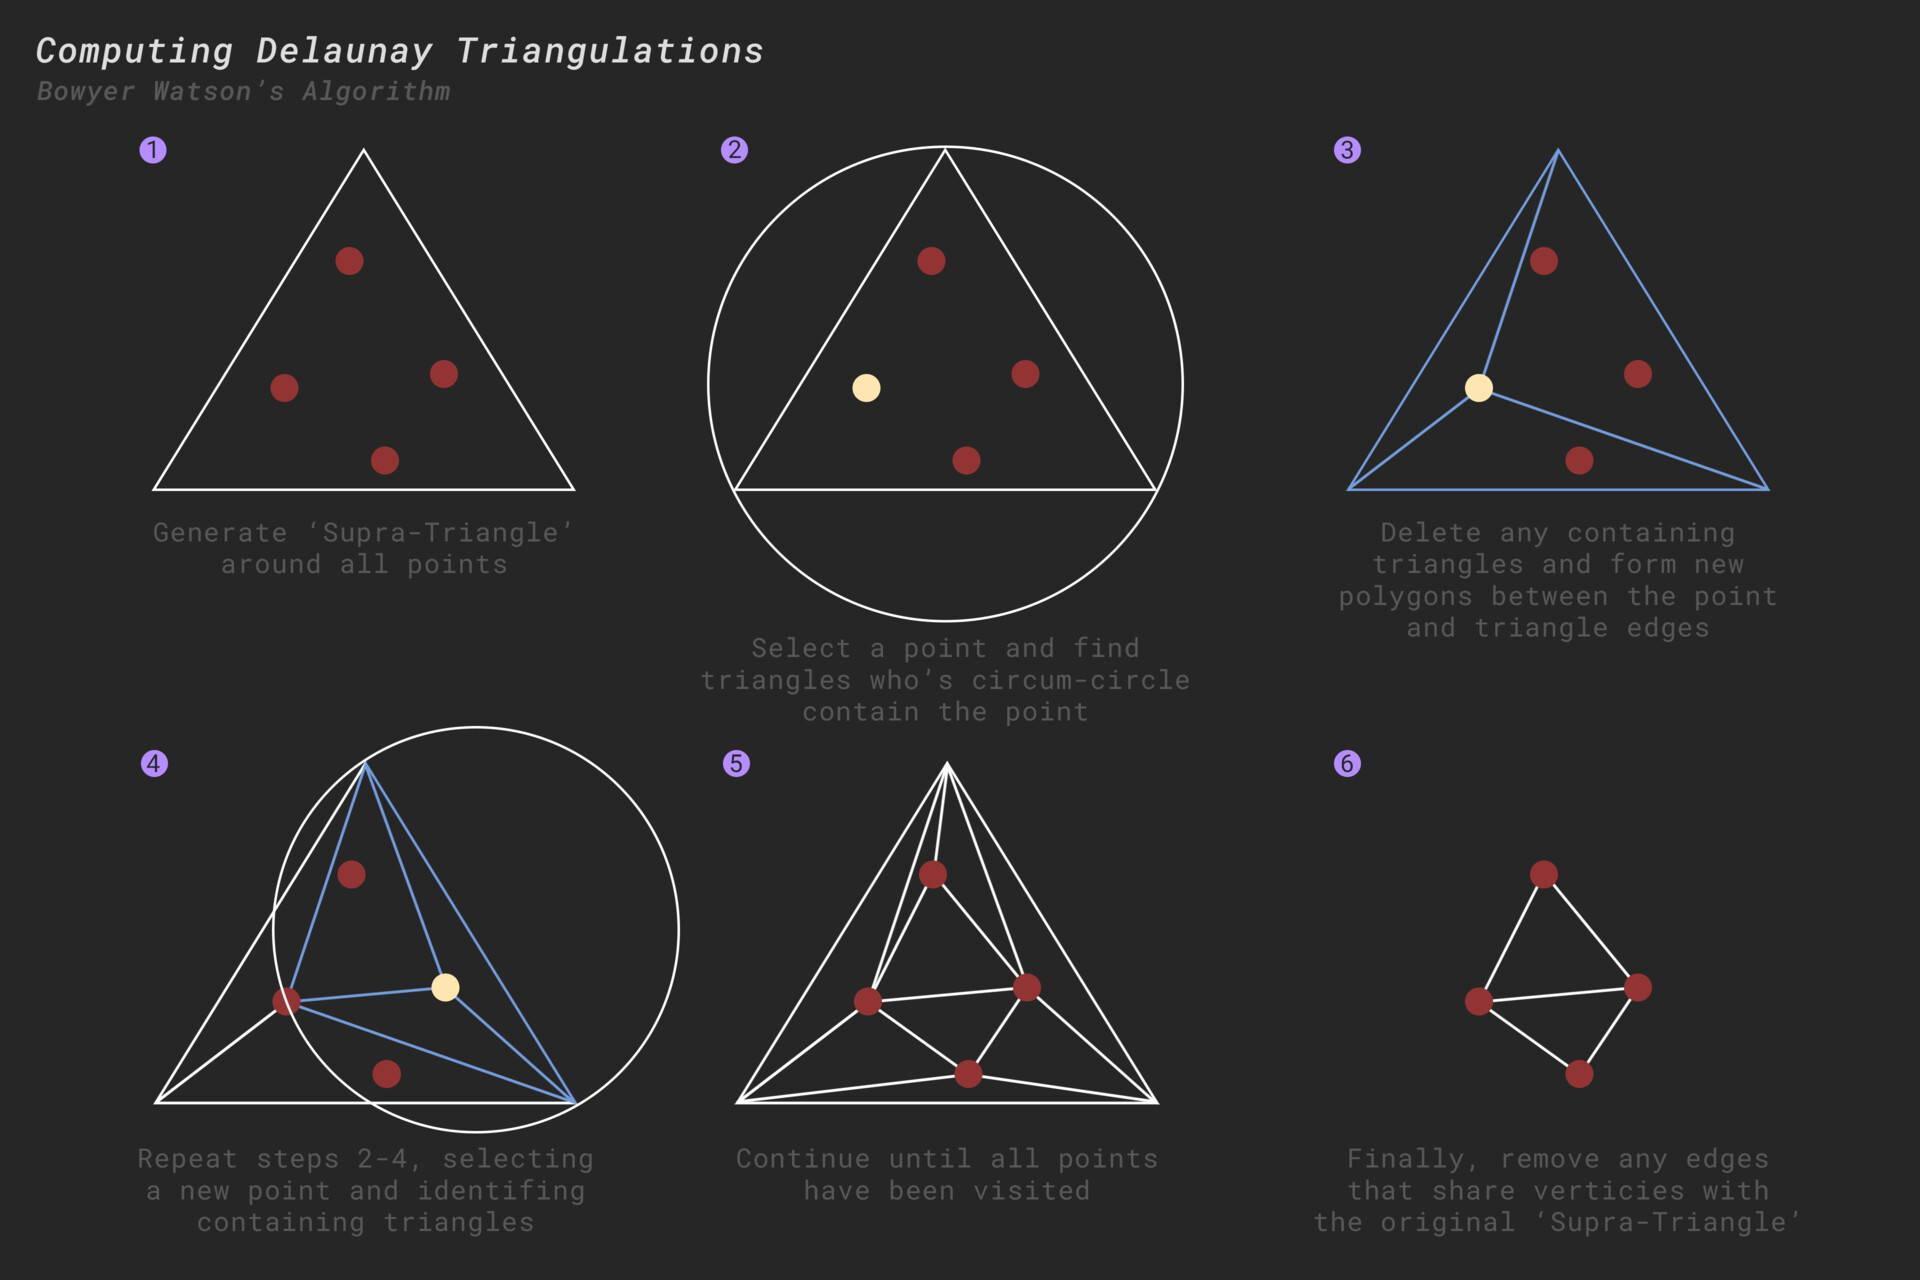 Computing Delaunay Triangulations
Bowyer Watson’s Algorithm
1
Generate ‘Supra-Triangle’
around all points
2
Select a point and find
triangles who’s circum-circle
contain the point
3
Delete any containing
triangles and form new
polygons between the point
and triangle edges
4
Repeat steps 2-4, selecting
a new point and identifing
containing triangles
5
Continue until all points
have been visited
6
Finally, remove any edges
that share verticies with
the original ‘Supra-Triangle’